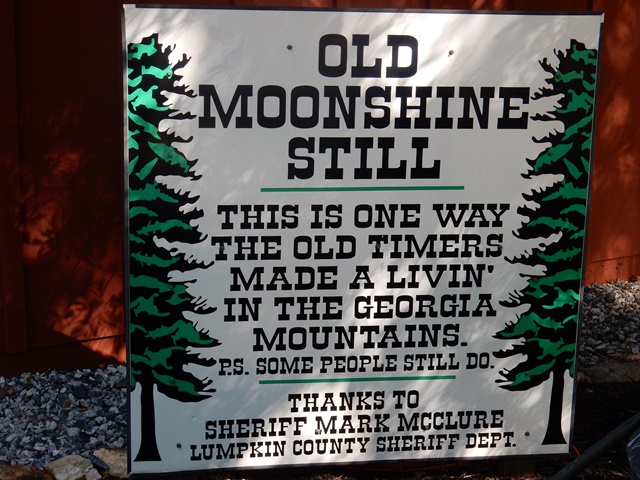 OLD
MOONSHINE
STILL
THIS IS ONE WAY
THE OLD TIMERS
MADE A LIVIN'
IN THE GEORGIA
MOUNTAINS.
P.S. SOME PEOPLE STILL DO.
THANKS TO
SHERIFF MARK MCCLURE
LUMPKIN COUNTY SHERIFF DEPT.